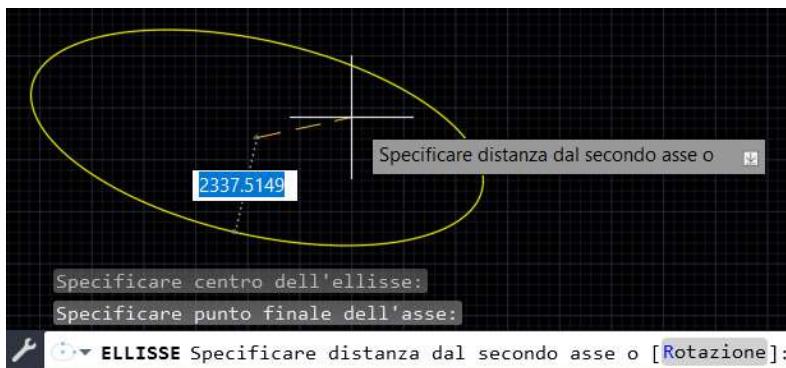 Specificare distanza dal secondo asse o
2337.5149
Specificare centro dell'ellisse:
Specificare punto finale dell'asse:
ELLISSE Specificare distanza dal secondo asse o [Rotazione]: